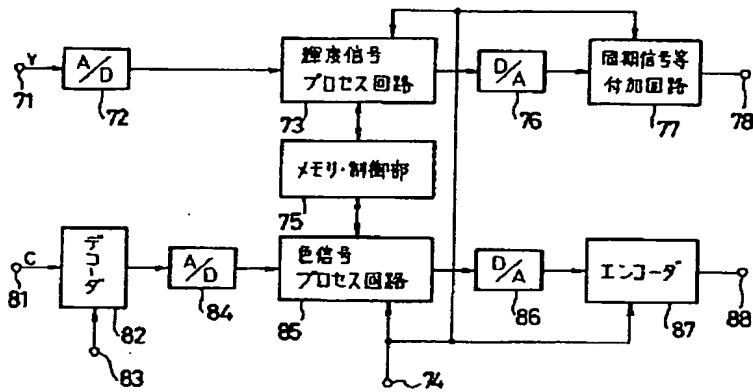 Y
71
A/D
72
輝度信号
プロセス回路
73
D/A
76
同期信号等
付加回路
77
78
メモリ・制御部
75
C
81
デコーダ
82
83
A/D
84
色信号
プロセス回路
85
D/A
86
エンコーダ
87
88
74